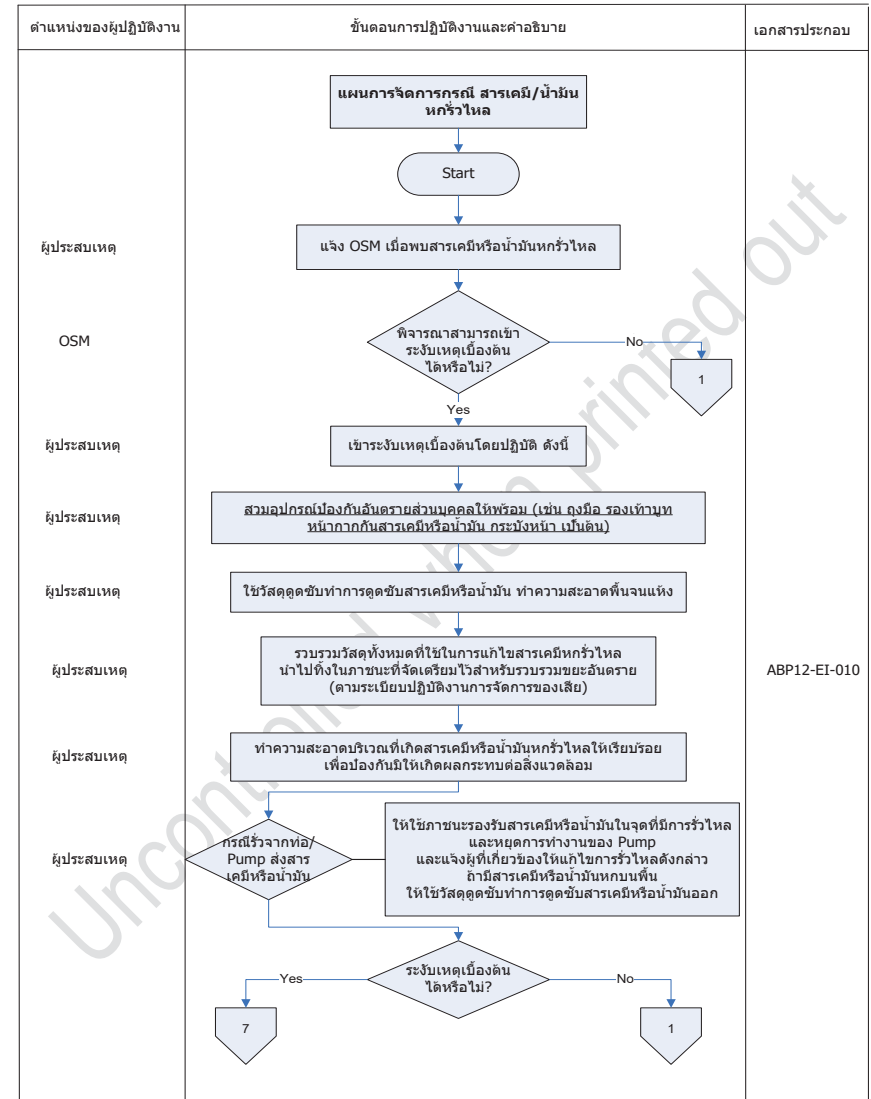 ตำแหน่งของผู้ปฏิบัติงาน
ขั้นตอนการปฏิบัติงานและคำอธิบาย
เอกสารประกอบ
แผนการจัดการกรณี สารเคมี/น้ำมัน
หกรั่วไหล
Start
ผู้ประสบเหตุ
แจ้ง OSM เมื่อพบสารเคมีหรือน้ำมันหกรั่วไหล
OSM
พิจารณาสามารถเข้า
ระงับเหตุเบื้องต้น
ได้หรือไม่?
No
1
Yes
ผู้ประสบเหตุ
เข้าระงับเหตุเบื้องต้นโดยปฏิบัติ ดังนี้
ผู้ประสบเหตุ
สวมอุปกรณ์ป้องกันอันตรายส่วนบุคคลให้พร้อม (เช่น ถุงมือ รองเท้าบูท
หน้ากากกันสารเคมีหรือน้ำมัน กระบังหน้า เป็นต้น)
ผู้ประสบเหตุ
ใช้วัสดุดูดซับทำการดูดซับสารเคมีหรือน้ำมัน ทำความสะอาดพื้นจนแห้ง
ผู้ประสบเหตุ
รวบรวมวัสดุทั้งหมดที่ใช้ในการแก้ไขสารเคมีหกรั่วไหล
นำไปทิ้งในภาชนะที่จัดเตรียมไว้สำหรับรวบรวมขยะอันตราย
(ตามระเบียบปฏิบัติงานการจัดการของเสีย)
ABP12-EI-010
ผู้ประสบเหตุ
ทำความสะอาดบริเวณที่เกิดสารเคมีหรือน้ำมันหกรั่วไหลให้เรียบร้อย
เพื่อป้องกันมิให้เกิดผลกระทบต่อสิ่งแวดล้อม
ผู้ประสบเหตุ
กรณีรั่วจากท่อ/
Pump ส่งสาร
เคมีหรือน้ำมัน
ให้ใช้ภาชนะรองรับสารเคมีหรือน้ำมันในจุดที่มีการรั่วไหล
และหยุดการทำงานของ Pump
และแจ้งผู้ที่เกี่ยวข้องให้แก้ไขการรั่วไหลดังกล่าว
ถ้ามีสารเคมีหรือน้ำมันหกบนพื้น
ให้ใช้วัสดุดูดซับทำการดูดซับสารเคมีหรือน้ำมันออก
ระงับเหตุเบื้องต้น
ได้หรือไม่?
Yes
No
7
1
Uncontrolled when printed out